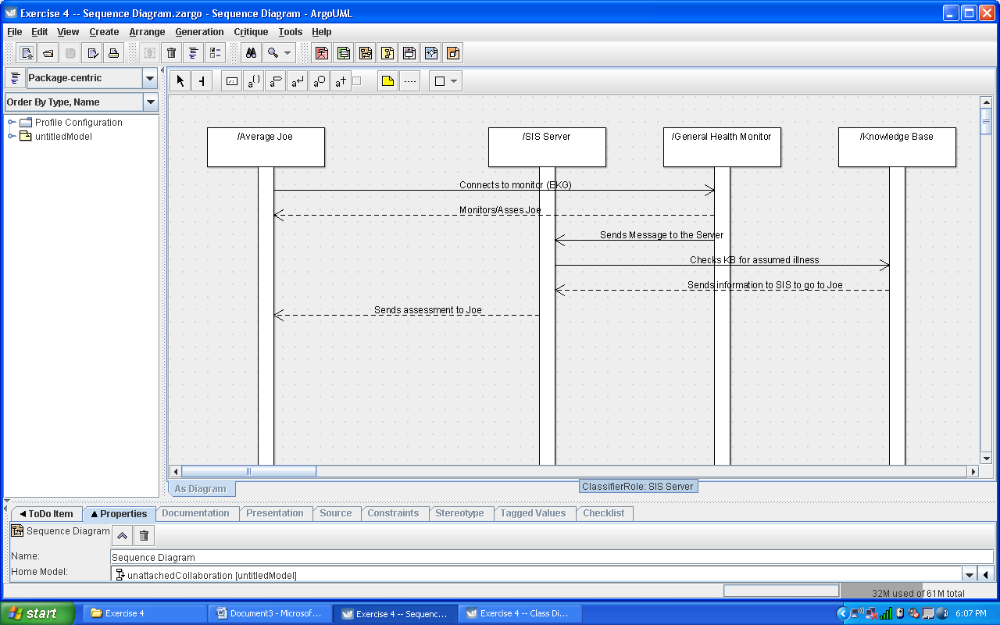 Exercise 4 -- Sequence Diagram.zargo - Sequence Diagram - ArgoUML
File Edit View Create Arrange Generation Critique Tools Help
Package-centric
Order By Type, Name
Profile Configuration
untitledModel
/Average Joe
/SIS Server
/General Health Monitor
/Knowledge Base
Connects to monitor (EKG)
Monitors/Asses Joe
Sends Message to the Server
Checks KB for assumed illness
Sends information to SIS to go to Joe
Sends assessment to Joe
As Diagram
ClassifierRole: SIS Server
ToDo Item Properties Documentation Presentation Source Constraints Stereotype Tagged Values Checklist
Sequence Diagram
Name: Sequence Diagram
Home Model: unattachedCollaboration [untitledModel]
32M used of 61M total
start Exercise 4 Document3 - Microsof... Exercise 4 -- Sequenc... Exercise 4 -- Class Di... 6:07 PM